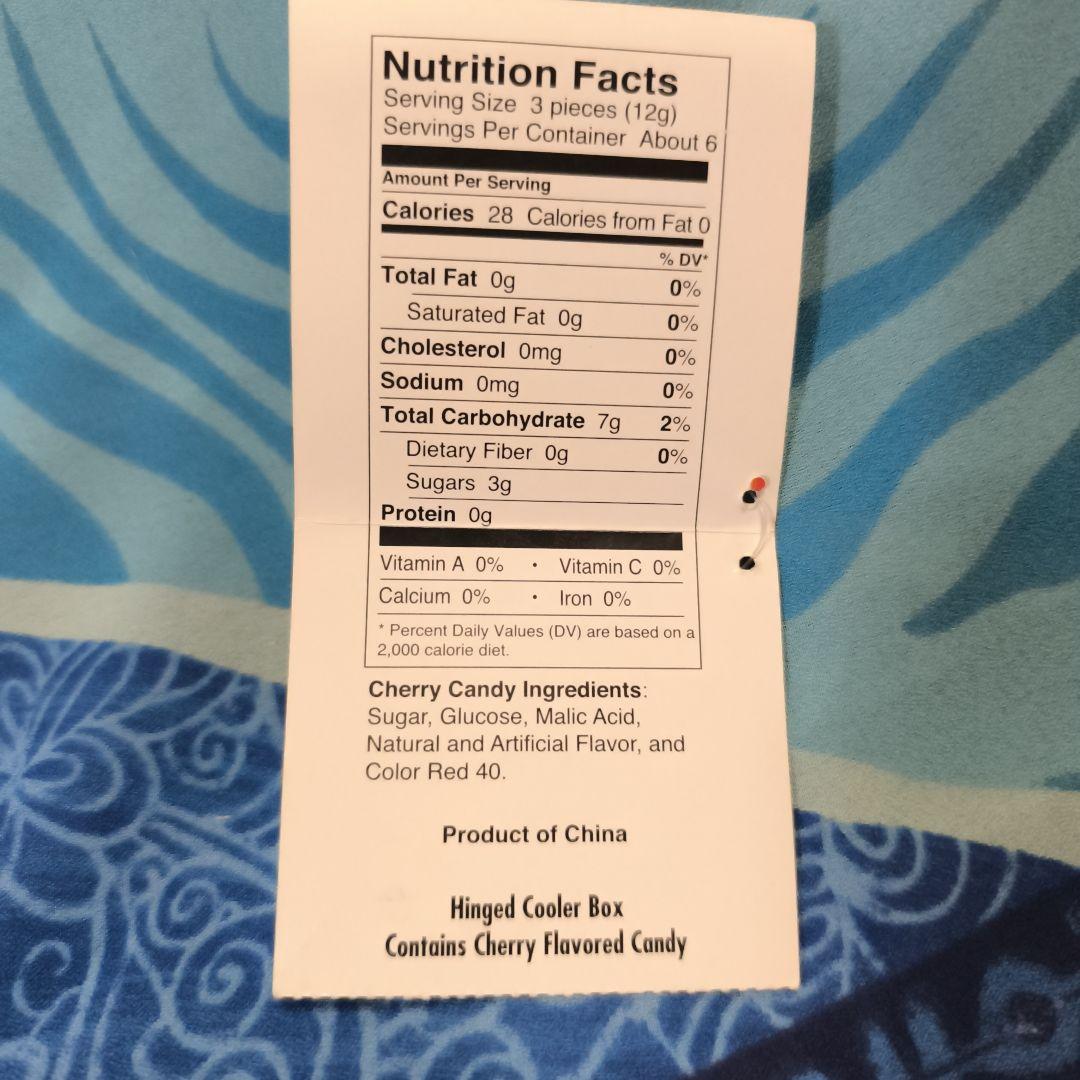 Nutrition Facts
Serving Size 3 pieces (12g)
Servings Per Container About 6
Amount Per Serving
Calories 28 Calories from Fat 0
% DV*
Total Fat 0g 0%
Saturated Fat 0g 0%
Cholesterol 0mg 0%
Sodium 0mg 0%
Total Carbohydrate 7g 2%
Dietary Fiber 0g 0%
Sugars 3g
Protein 0g
Vitamin A 0% • Vitamin C 0%
Calcium 0% • Iron 0%
* Percent Daily Values (DV) are based on a
2,000 calorie diet.
Cherry Candy Ingredients:
Sugar, Glucose, Malic Acid,
Natural and Artificial Flavor, and
Color Red 40.
Product of China
Hinged Cooler Box
Contains Cherry Flavored Candy